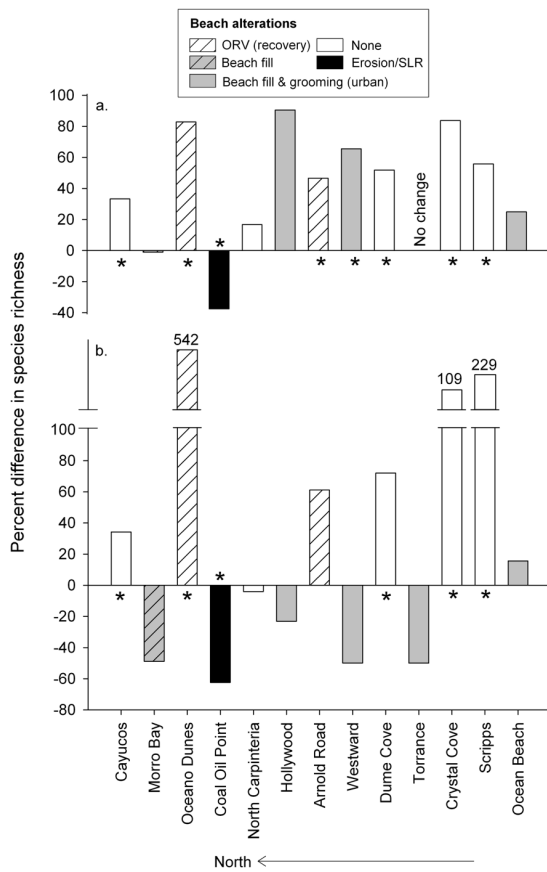 Beach alterations
ORV (recovery)
None
Beach fill
Erosion/SLR
Beach fill & grooming (urban)
Percent difference in species richness
a.
100
80
60
40
20
0
-20
-40
No change
* * * * * * * *
b.
542
109
229
100
80
60
40
20
0
-20
-40
-60
-80
* * * * * *
Cayucos
Morro Bay
Oceano Dunes
Coal Oil Point
North Carpinteria
Hollywood
Arnold Road
Westward
Dume Cove
Torrance
Crystal Cove
Scripps
Ocean Beach
North